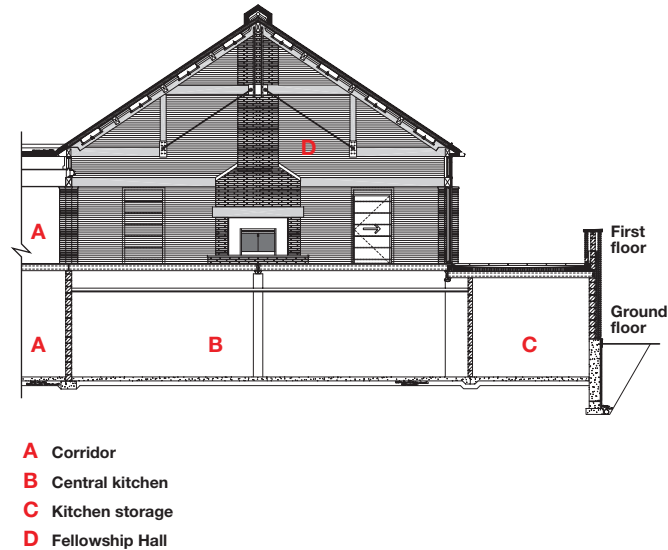 D
A
First
floor
Ground
floor
A
B
C
A Corridor
B Central kitchen
C Kitchen storage
D Fellowship Hall